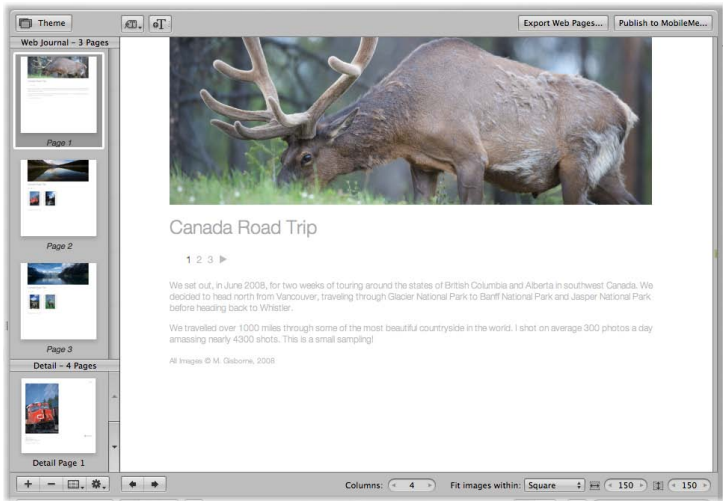 Theme
Export Web Pages...
Publish to MobileMe...
Web Journal – 3 Pages
Page 1
Page 2
Page 3
Detail – 4 Pages
Detail Page 1
Canada Road Trip
1 2 3
We set out, in June 2008, for two weeks of touring around the states of British Columbia and Alberta in southwest Canada. We
decided to head north from Vancouver, traveling through Glacier National Park to Banff National Park and Jasper National Park
before heading back to Whistler.
We travelled over 1000 miles through some of the most beautiful countryside in the world. I shot on average 300 photos a day
amassing nearly 4300 shots. This is a small sampling!
All Images © M. Gisborne, 2008
Columns: 4 Fit images within: Square 150 150